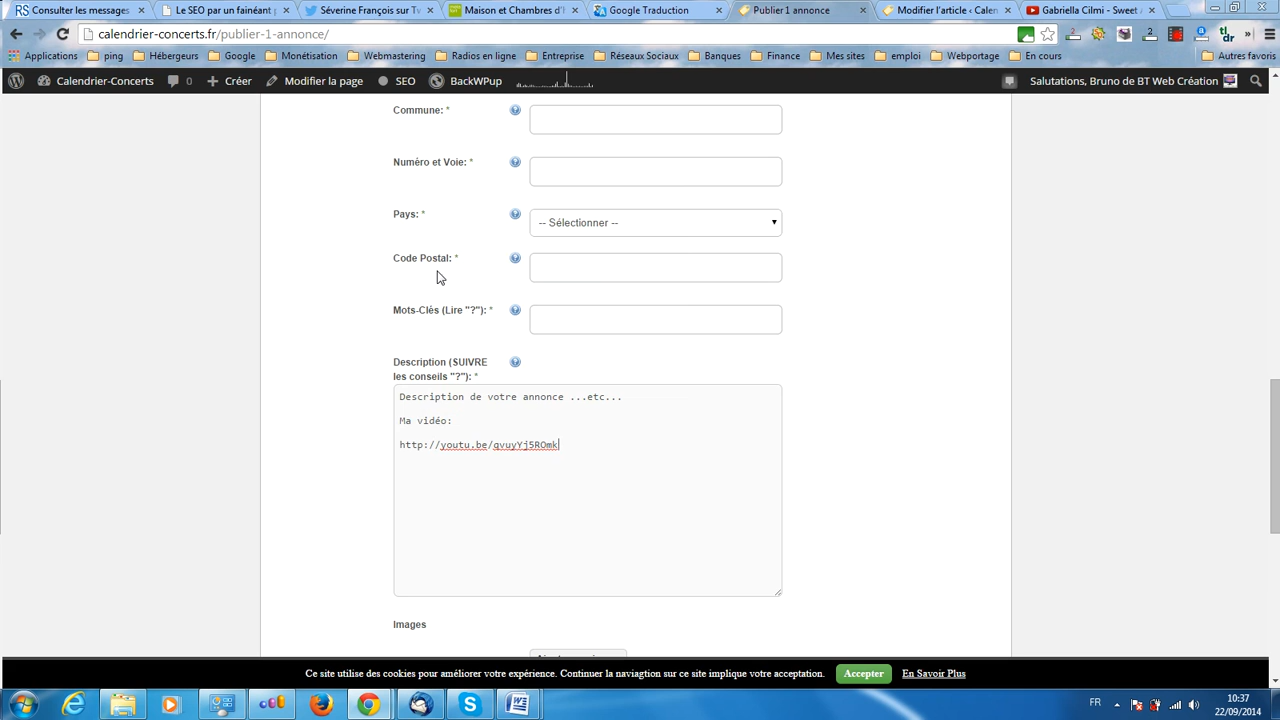 Consulter les messages
Le SEO par un fainéant p
Séverine François sur Tw
Maison et Chambres d'
Google Traduction
Publier 1 annonce
Modifier l'article ‹ Calen
Gabriella Cilmi - Sweet A
calendrier-concerts.fr/publier-1-annonce/
Applications ping Hébergeurs Google Monétisation Webmastering Radios en ligne Entreprise Réseaux Sociaux Banques Finance Mes sites emploi Webportage En cours Autres favoris
Calendrier-Concerts 0 Créer Modifier la page SEO BackWPup Salutations, Bruno de BT Web Création
Commune: *
Numéro et Voie: *
Pays: * -- Sélectionner --
Code Postal: *
Mots-Clés (Lire "?"): *
Description (SUIVRE
les conseils "?"): *
Description de votre annonce ...etc...
Ma vidéo:
http://youtu.be/qvuyYj5ROmk
Images
Ce site utilise des cookies pour améliorer expérience. Continuer la naviagtion sur ce site implique votre acceptation. Accepter En Savoir Plus
FR 10:37
22/09/2014